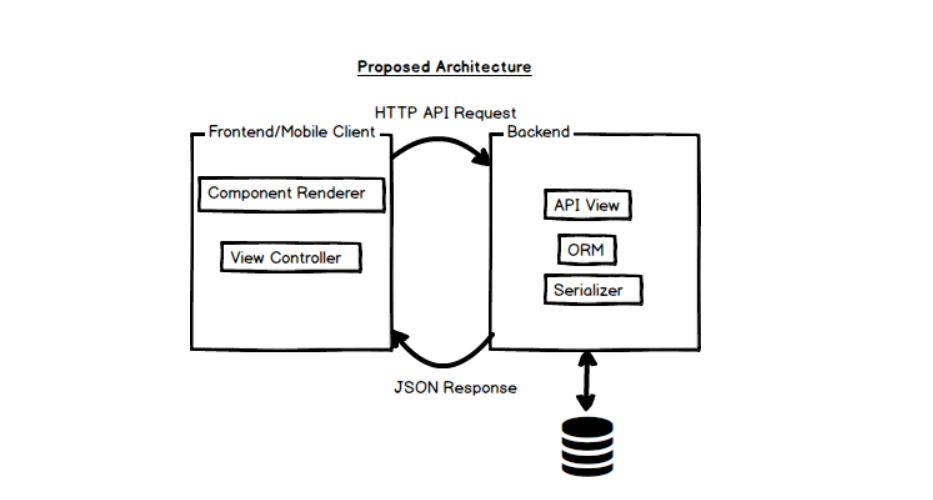 Proposed Architecture
HTTP API Request
Frontend/Mobile Client
Backend
Component Renderer
View Controller
API View
ORM
Serializer
JSON Response